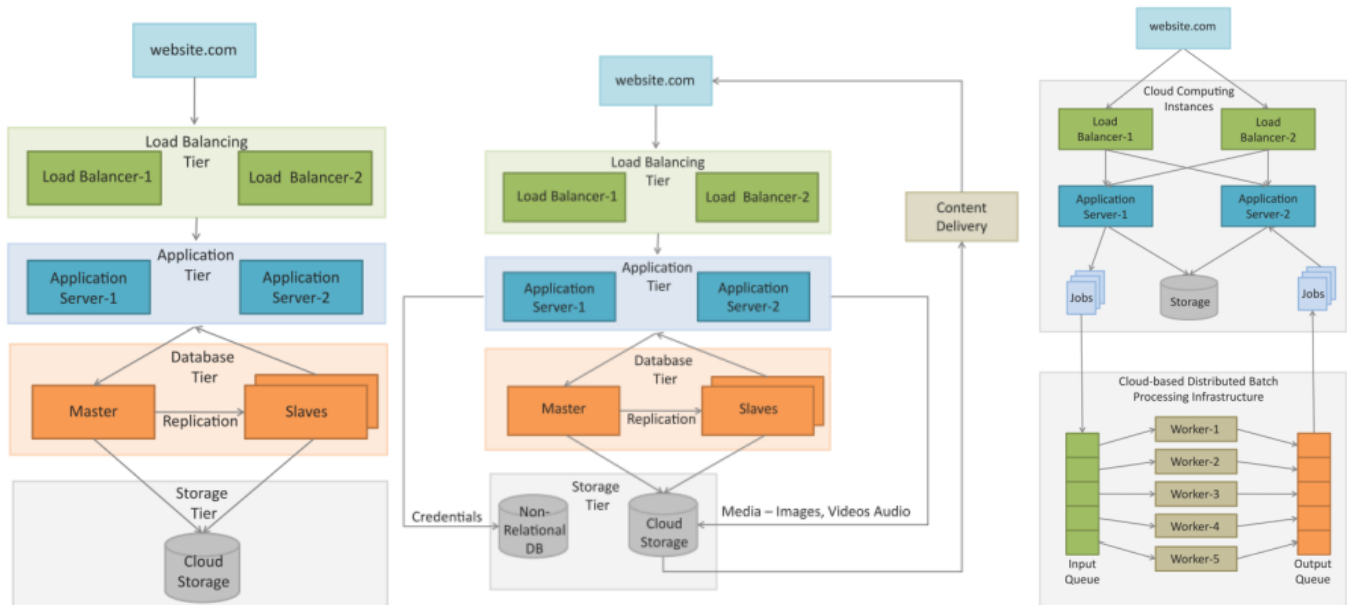 website.com
Load Balancing
Tier
Load Balancer-1
Load Balancer-2
Application
Tier
Application
Server-1
Application
Server-2
Database
Tier
Master
Replication
Slaves
Storage
Tier
Cloud
Storage
website.com
Load Balancing
Tier
Load Balancer-1
Load Balancer-2
Content
Delivery
Application
Tier
Application
Server-1
Application
Server-2
Database
Tier
Master
Replication
Slaves
Storage
Tier
Credentials
Non-
Relational
DB
Cloud
Storage
Media – Images, Videos Audio
website.com
Cloud Computing
Instances
Load
Balancer-1
Load
Balancer-2
Application
Server-1
Application
Server-2
Jobs
Storage
Jobs
Cloud-based Distributed Batch
Processing Infrastructure
Worker-1
Worker-2
Worker-3
Worker-4
Worker-5
Input
Queue
Output
Queue